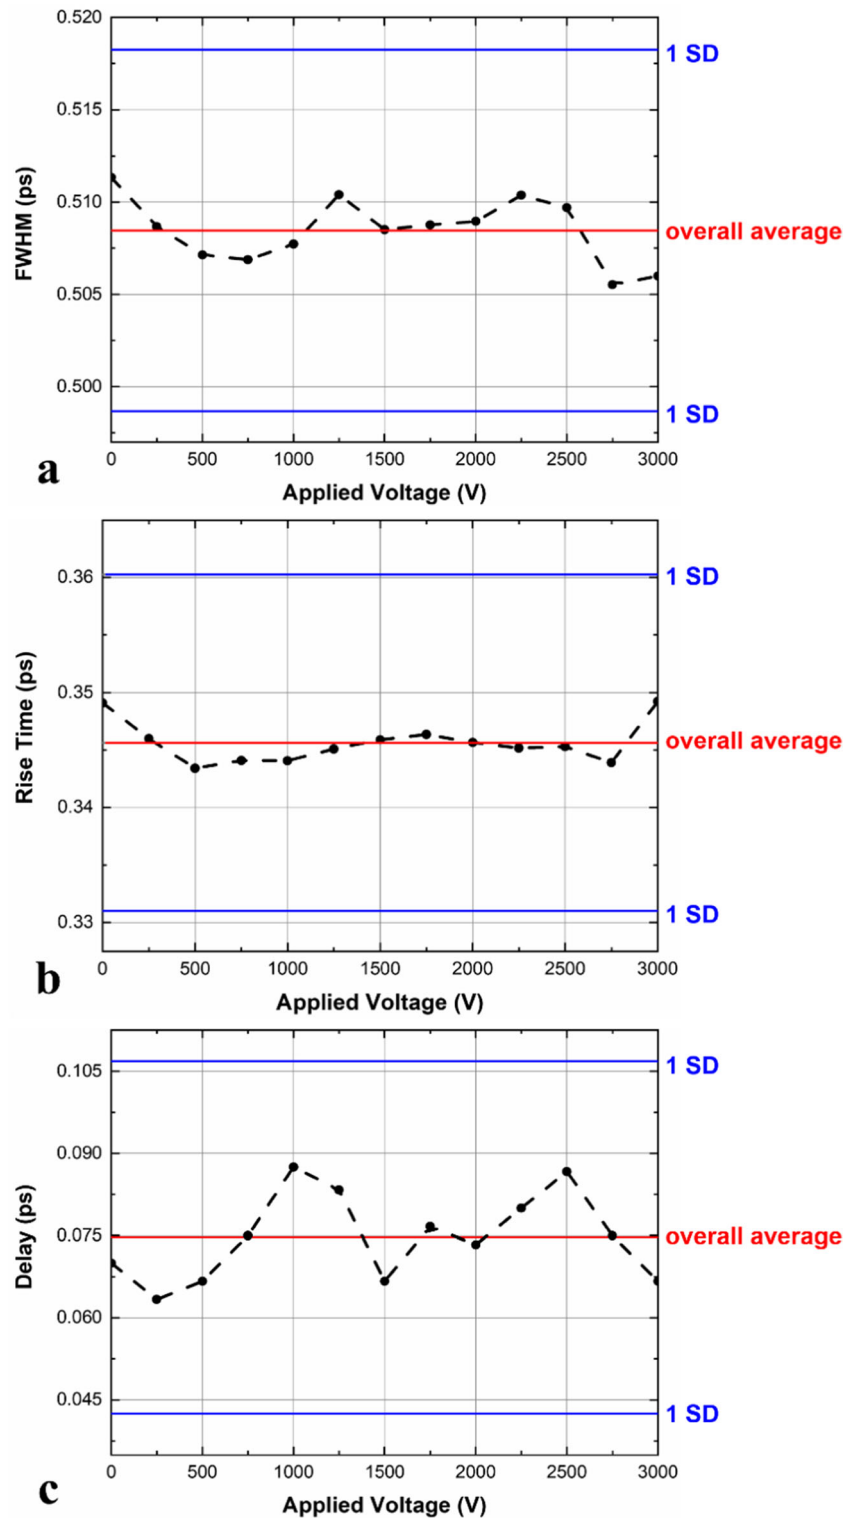 0.520
1 SD
0.515
0.510
overall average
0.505
0.500
1 SD
FWHM (ps)
0 500 1000 1500 2000 2500 3000
a
Applied Voltage (V)
1 SD
0.36
0.35
overall average
0.34
1 SD
0.33
Rise Time (ps)
0 500 1000 1500 2000 2500 3000
b
Applied Voltage (V)
1 SD
0.105
0.090
0.075
overall average
0.060
0.045
1 SD
Delay (ps)
0 500 1000 1500 2000 2500 3000
c
Applied Voltage (V)